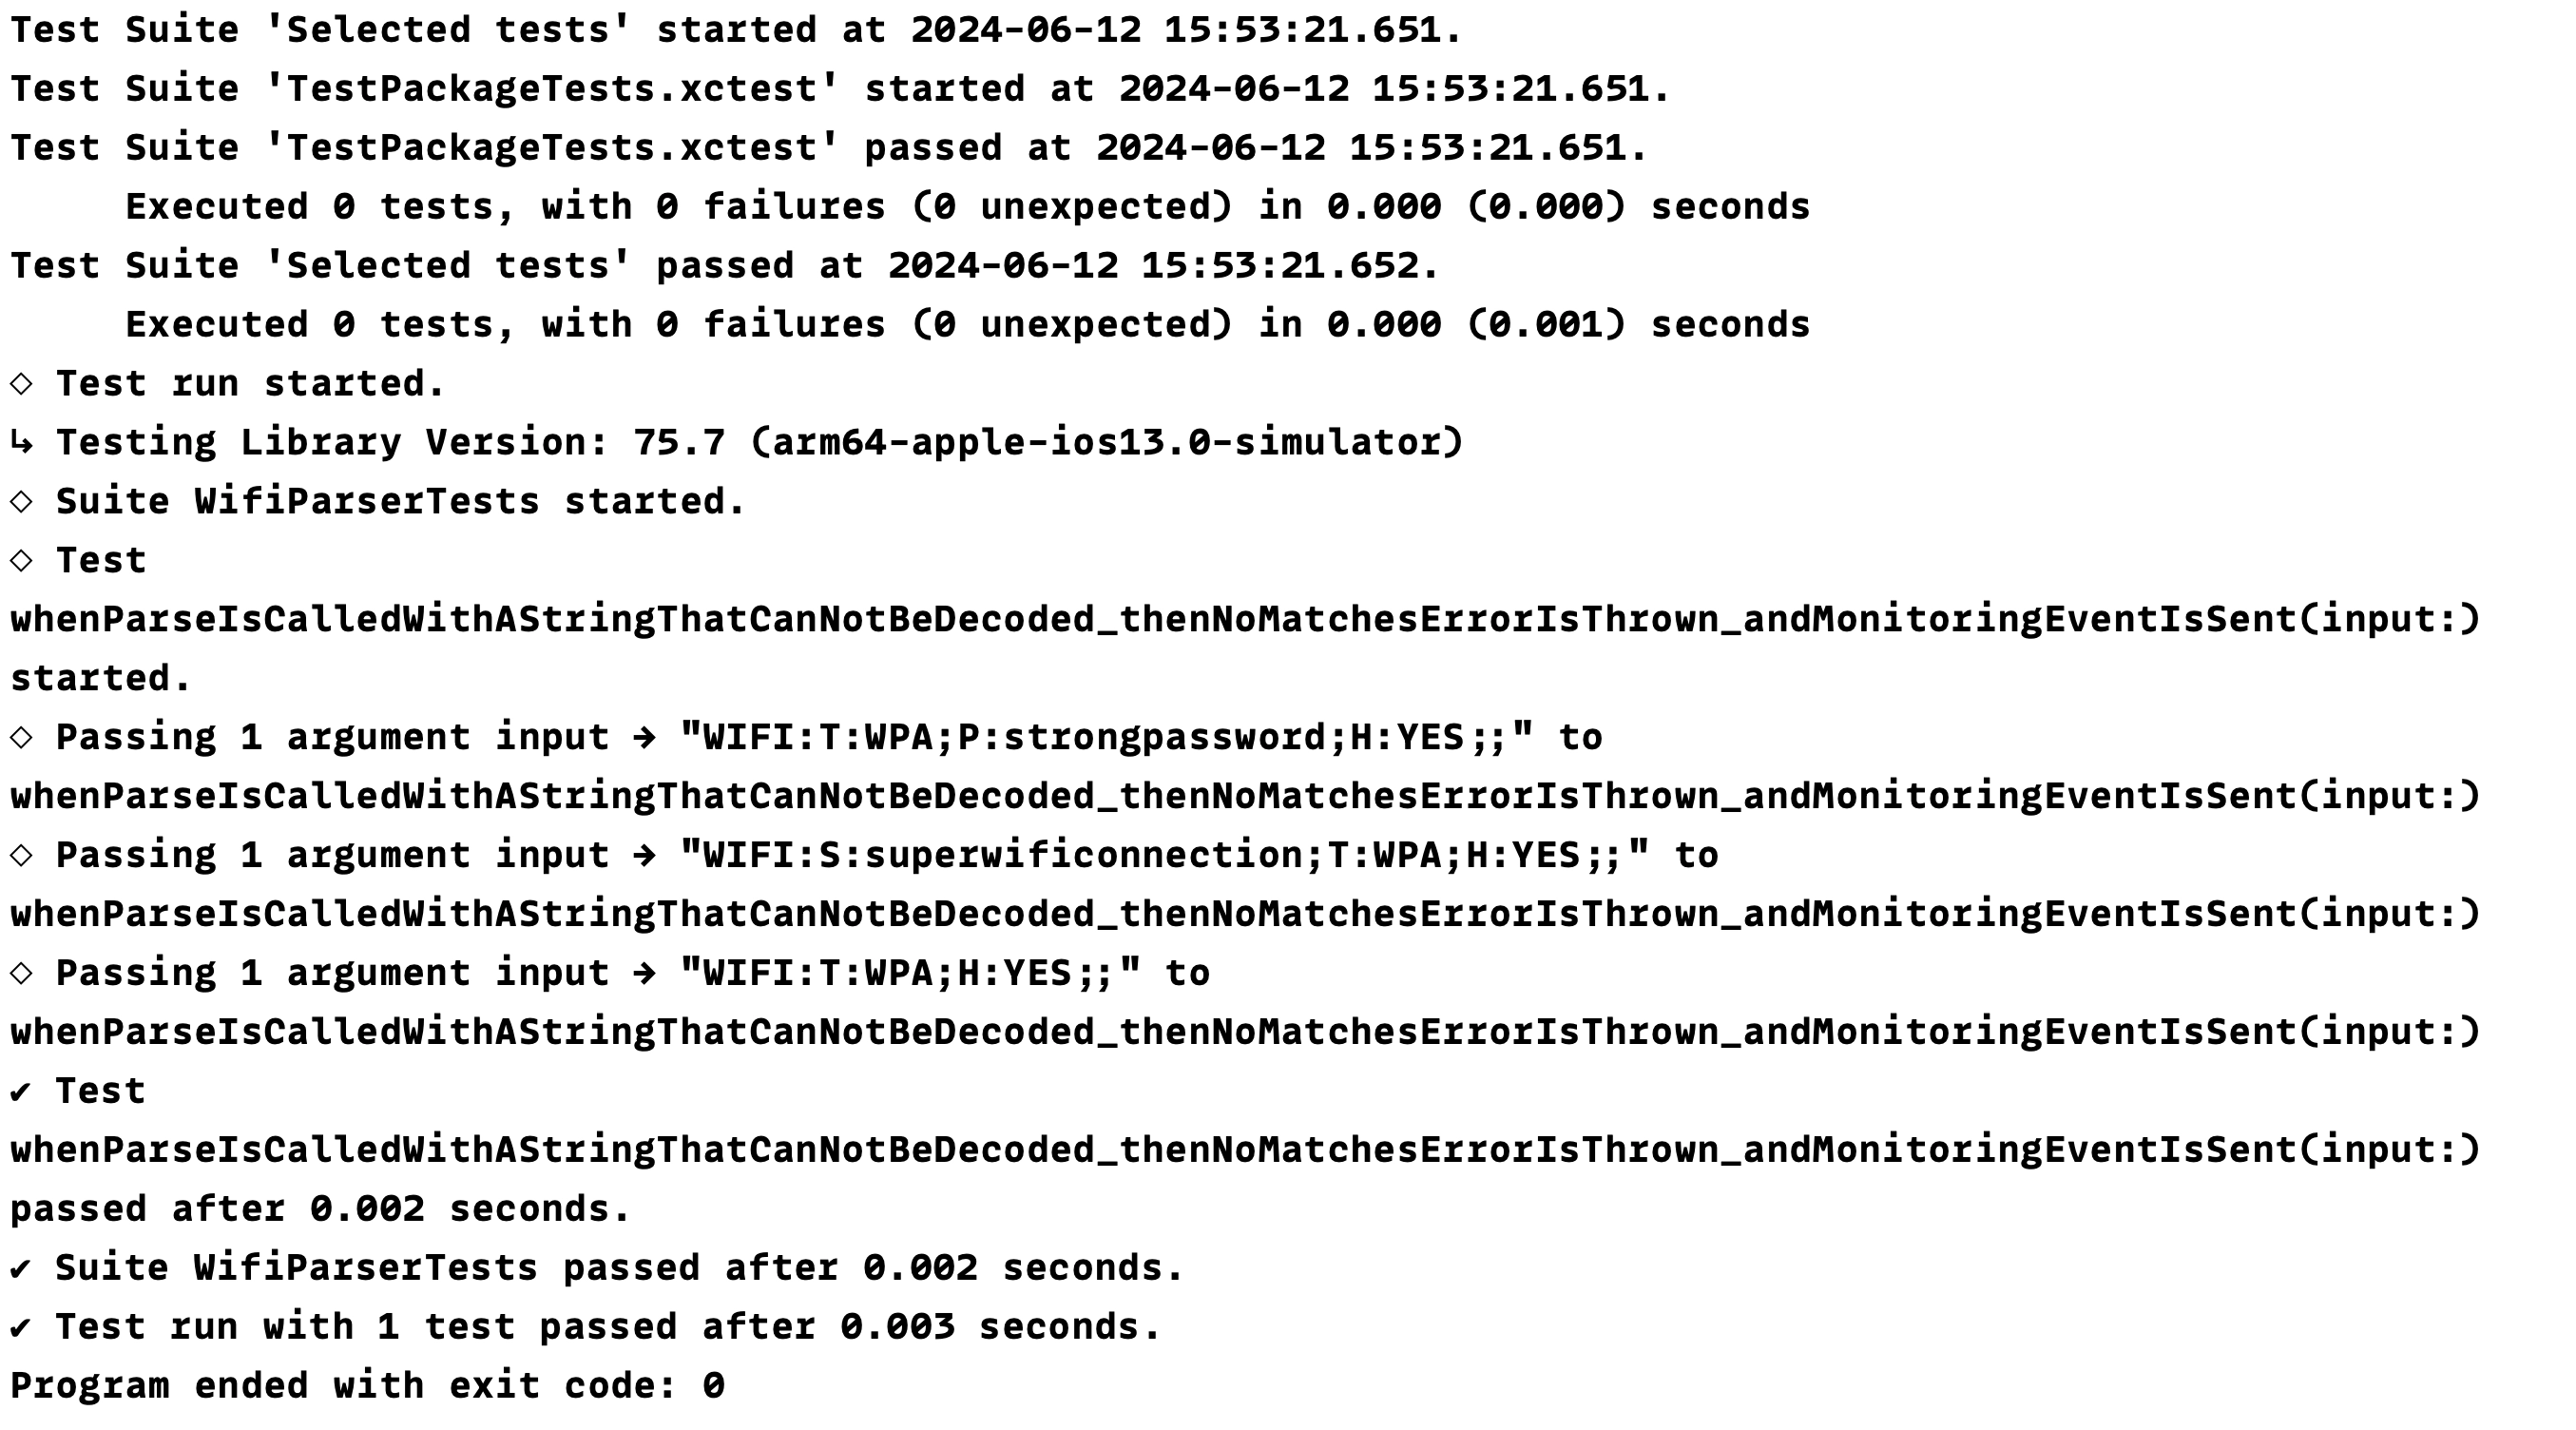 Test Suite 'Selected tests' started at 2024-06-12 15:53:21.651.
Test Suite 'TestPackageTests.xctest' started at 2024-06-12 15:53:21.651.
Test Suite 'TestPackageTests.xctest' passed at 2024-06-12 15:53:21.651.
     Executed 0 tests, with 0 failures (0 unexpected) in 0.000 (0.000) seconds
Test Suite 'Selected tests' passed at 2024-06-12 15:53:21.652.
     Executed 0 tests, with 0 failures (0 unexpected) in 0.000 (0.001) seconds
◇ Test run started.
↳ Testing Library Version: 75.7 (arm64-apple-ios13.0-simulator)
◇ Suite WifiParserTests started.
◇ Test
whenParseIsCalledWithAStringThatCanNotBeDecoded_thenNoMatchesErrorIsThrown_andMonitoringEventIsSent(input:)
started.
◇ Passing 1 argument input → "WIFI:T:WPA;P:strongpassword;H:YES;;" to
whenParseIsCalledWithAStringThatCanNotBeDecoded_thenNoMatchesErrorIsThrown_andMonitoringEventIsSent(input:)
◇ Passing 1 argument input → "WIFI:S:superwificonnection;T:WPA;H:YES;;" to
whenParseIsCalledWithAStringThatCanNotBeDecoded_thenNoMatchesErrorIsThrown_andMonitoringEventIsSent(input:)
◇ Passing 1 argument input → "WIFI:T:WPA;H:YES;;" to
whenParseIsCalledWithAStringThatCanNotBeDecoded_thenNoMatchesErrorIsThrown_andMonitoringEventIsSent(input:)
✔ Test
whenParseIsCalledWithAStringThatCanNotBeDecoded_thenNoMatchesErrorIsThrown_andMonitoringEventIsSent(input:)
passed after 0.002 seconds.
✔ Suite WifiParserTests passed after 0.002 seconds.
✔ Test run with 1 test passed after 0.003 seconds.
Program ended with exit code: 0